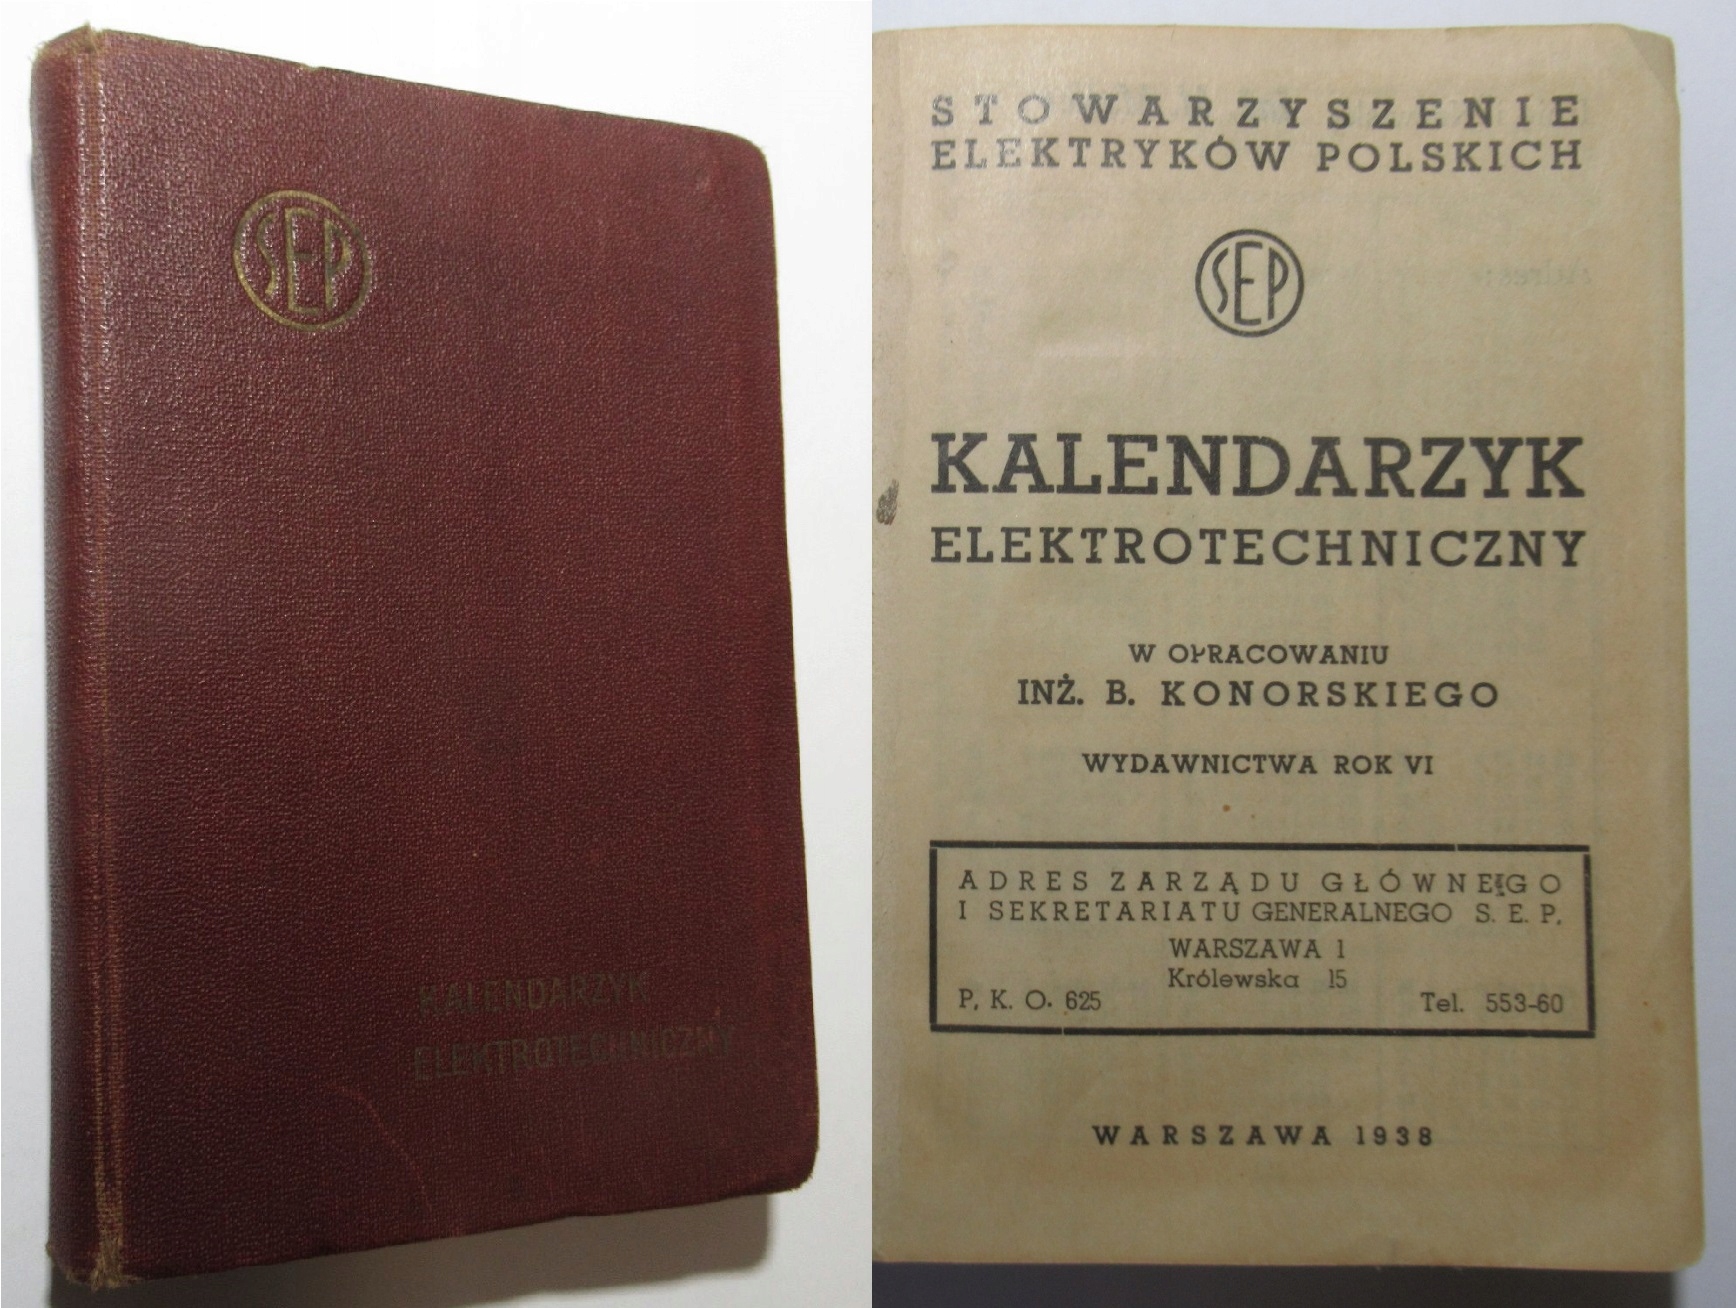 SEP
KALENDARZYK
ELEKTROTECHNICZNY
STOWARZYSZENIE
ELEKTRYKÓW POLSKICH
SEP
KALENDARZYK
ELEKTROTECHNICZNY
W OPRACOWANIU
INŻ. B. KONORSKIEGO
WYDAWNICTWA ROK VI
ADRES ZARZĄDU GŁÓWNEGO
I SEKRETARIATU GENERALNEGO S. E. P.
WARSZAWA 1
Królewska 15
P. K. O. 625 Tel. 553-60
WARSZAWA 1938